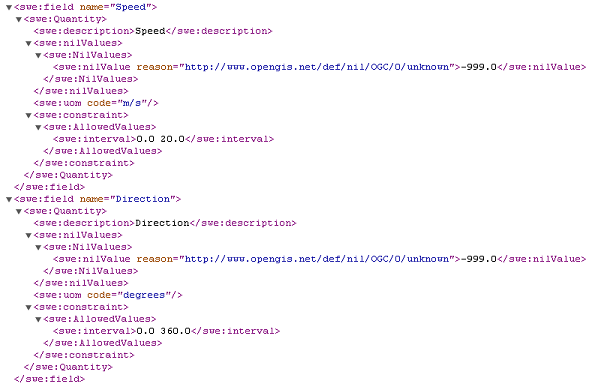 ▼<swe:field name="Speed">
▼<swe:Quantity>
<swe:description>Speed</swe:description>
▼<swe:nilValues>
▼<swe:NilValues>
<swe:nilValue reason="http://www.opengis.net/def/nil/OGC/0/unknown">-999.0</swe:nilValue>
</swe:NilValues>
</swe:nilValues>
<swe:uom code="m/s"/>
▼<swe:constraint>
▼<swe:AllowedValues>
<swe:interval>0.0 20.0</swe:interval>
</swe:AllowedValues>
</swe:constraint>
</swe:Quantity>
</swe:field>
▼<swe:field name="Direction">
▼<swe:Quantity>
<swe:description>Direction</swe:description>
▼<swe:nilValues>
▼<swe:NilValues>
<swe:nilValue reason="http://www.opengis.net/def/nil/OGC/0/unknown">-999.0</swe:nilValue>
</swe:NilValues>
</swe:nilValues>
<swe:uom code="degrees"/>
▼<swe:constraint>
▼<swe:AllowedValues>
<swe:interval>0.0 360.0</swe:interval>
</swe:AllowedValues>
</swe:constraint>
</swe:Quantity>
</swe:field>